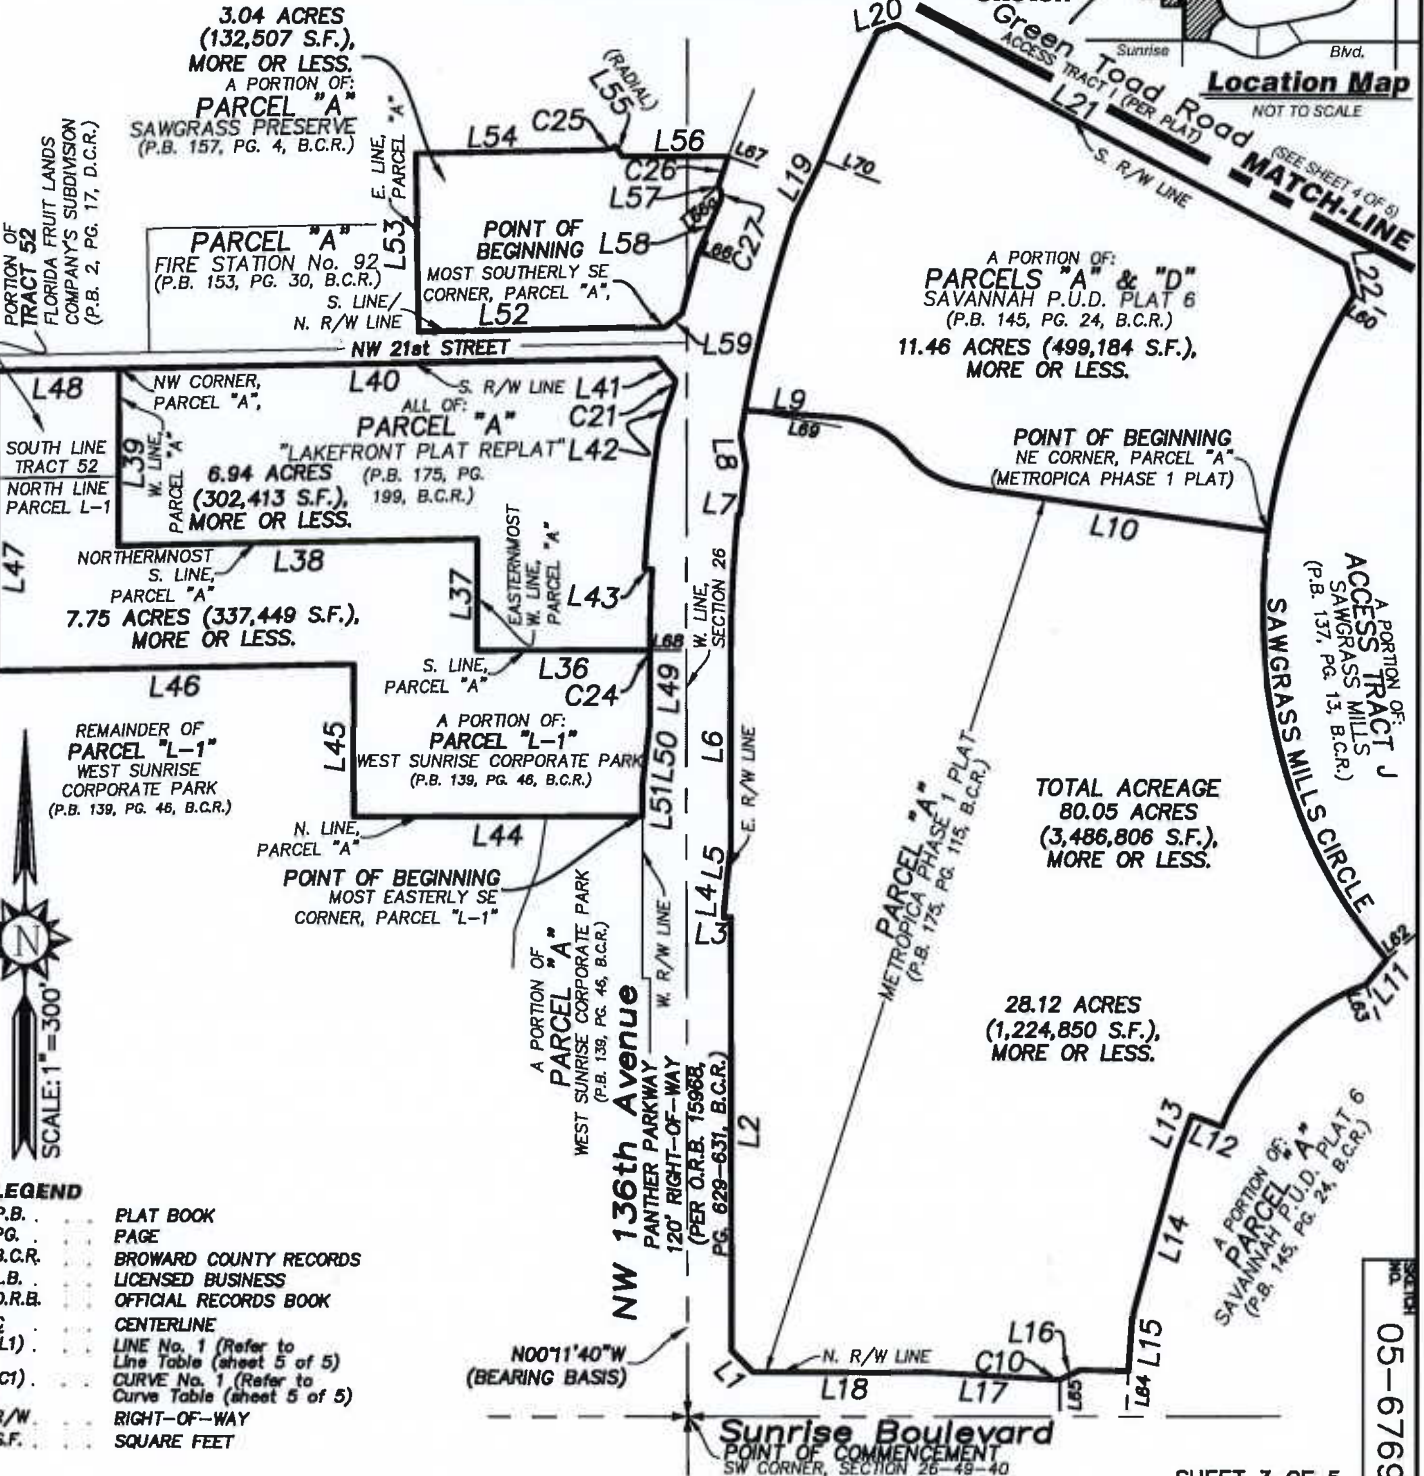 3.04 ACRES
(132,507 S.F.),
MORE OR LESS.
A PORTION OF:
PARCEL "A"
SAWGRASS PRESERVE
(P.B. 157, PG. 4, B.C.R.)
E. LINE,
PARCEL "A"
L54
C25
(RADIAL)
L55
L56
L67
C26
L57
L58
L66
C27
L59
L53
L52
POINT OF
BEGINNING
MOST SOUTHERLY SE
CORNER, PARCEL "A",
PORTION OF
TRACT 52
FLORIDA FRUIT LANDS
COMPANY'S SUBDIVISION
(P.B. 2, PG. 17, D.C.R.)
PARCEL "A"
FIRE STATION No. 92
(P.B. 153, PG. 30, B.C.R.)
S. LINE/
N. R/W LINE
NW 21st STREET
L20
Green Toad Road
ACCESS TRACT 1 (PER PLAT)
L21
S. R/W LINE
(SEE SHEET 4 OF 5)
MATCH-LINE
Sunrise Blvd.
Location Map
NOT TO SCALE
L19
L70
L22
L60
A PORTION OF:
PARCELS "A" & "D"
SAVANNAH P.U.D. PLAT 6
(P.B. 145, PG. 24, B.C.R.)
11.46 ACRES (499,184 S.F.),
MORE OR LESS.
L48
NW CORNER,
PARCEL "A",
L40
S. R/W LINE
L41
C21
L42
ALL OF:
PARCEL "A"
"LAKEFRONT PLAT REPLAT"
(P.B. 175, PG.
199, B.C.R.)
6.94 ACRES
(302,413 S.F.),
MORE OR LESS.
L39
W. LINE,
PARCEL "A"
SOUTH LINE
TRACT 52
NORTH LINE
PARCEL L-1
L47
NORTHERMNOST
S. LINE,
PARCEL "A"
L38
L37
EASTERNMOST
W. LINE,
PARCEL "A"
L43
L68
L36
C24
S. LINE,
PARCEL "A"
7.75 ACRES (337,449 S.F.),
MORE OR LESS.
L46
L45
REMAINDER OF
PARCEL "L-1"
WEST SUNRISE
CORPORATE PARK
(P.B. 139, PG. 46, B.C.R.)
A PORTION OF:
PARCEL "L-1"
WEST SUNRISE CORPORATE PARK
(P.B. 139, PG. 46, B.C.R.)
L49
L50
L51
N. LINE,
PARCEL "A"
L44
POINT OF BEGINNING
MOST EASTERLY SE
CORNER, PARCEL "L-1"
W. LINE,
SECTION 26
L9
L69
L8
L7
L6
E. R/W LINE
L5
L4
L3
L2
L10
POINT OF BEGINNING
NE CORNER, PARCEL "A"
(METROPICA PHASE 1 PLAT)
A PORTION OF:
ACCESS TRACT J
SAWGRASS MILLS
(P.B. 137, PG. 13, B.C.R.)
SAWGRASS MILLS CIRCLE
TOTAL ACREAGE
80.05 ACRES
(3,486,806 S.F.),
MORE OR LESS.
PARCEL "A"
METROPICA PHASE 1 PLAT
(P.B. 175, PG. 115, B.C.R.)
28.12 ACRES
(1,224,850 S.F.),
MORE OR LESS.
L62
L11
L63
L12
L13
L14
L15
L64
L16
C10
L65
L17
L18
N. R/W LINE
L1
A PORTION OF:
PARCEL "A"
SAVANNAH P.U.D. PLAT 6
(P.B. 145, PG. 24, B.C.R.)
A PORTION OF
PARCEL "A"
WEST SUNRISE CORPORATE PARK
(P.B. 139, PG. 46, B.C.R.)
W. R/W LINE
NW 136th Avenue
PANTHER PARKWAY
120' RIGHT-OF-WAY
(PER O.R.B. 15968,
PG. 629-631, B.C.R.)
N
SCALE: 1"=300'
LEGEND
P.B. . . . PLAT BOOK
PG. . . . PAGE
B.C.R. . . BROWARD COUNTY RECORDS
L.B. . . . LICENSED BUSINESS
O.R.B. . . OFFICIAL RECORDS BOOK
CENTERLINE
L1) . . . LINE No. 1 (Refer to
Line Table (sheet 5 of 5)
C1) . . . CURVE No. 1 (Refer to
Curve Table (sheet 5 of 5)
R/W . . . RIGHT-OF-WAY
S.F. . . . SQUARE FEET
N00°11'40"W
(BEARING BASIS)
Sunrise Boulevard
POINT OF COMMENCEMENT
SW CORNER, SECTION 26-49-40
SKETCH
NO.
05-6769
SHEET 3 OF 5